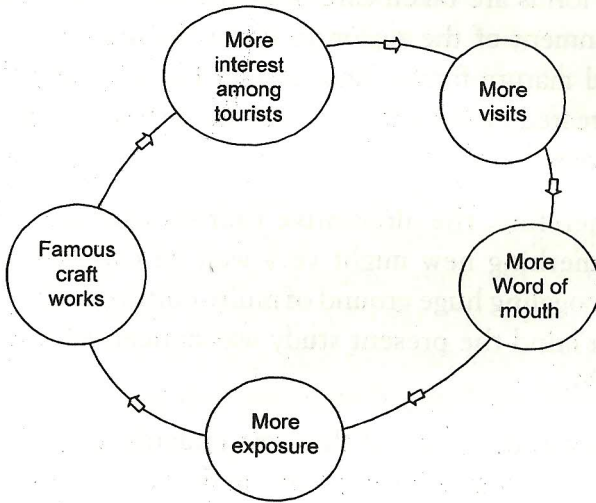 More
interest
among
tourists
More
visits
More
Word of
mouth
More
exposure
Famous
craft
works